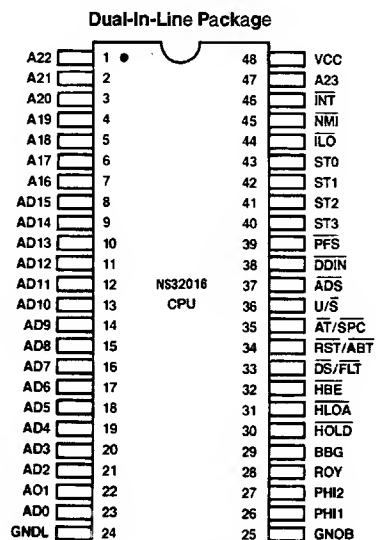 Dual-In-Line Package
A22 1 48 VCC
A21 2 47 A23
A20 3 46 INT
A19 4 45 NMI
A18 5 44 ILO
A17 6 43 ST0
A16 7 42 ST1
AD15 8 41 ST2
AD14 9 40 ST3
AD13 10 39 PFS
AD12 11 38 DDIN
AD11 12 NS32016 37 ADS
AD10 13 CPU 36 U/S
AD9 14 35 AT/SPC
AD8 15 34 RST/ABT
AD7 16 33 DS/FLT
AD6 17 32 HBE
AD5 18 31 HLOA
AD4 19 30 HOLD
AD3 20 29 BBG
AD2 21 28 ROY
AO1 22 27 PHI2
AD0 23 26 PHI1
GNDL 24 25 GNOB